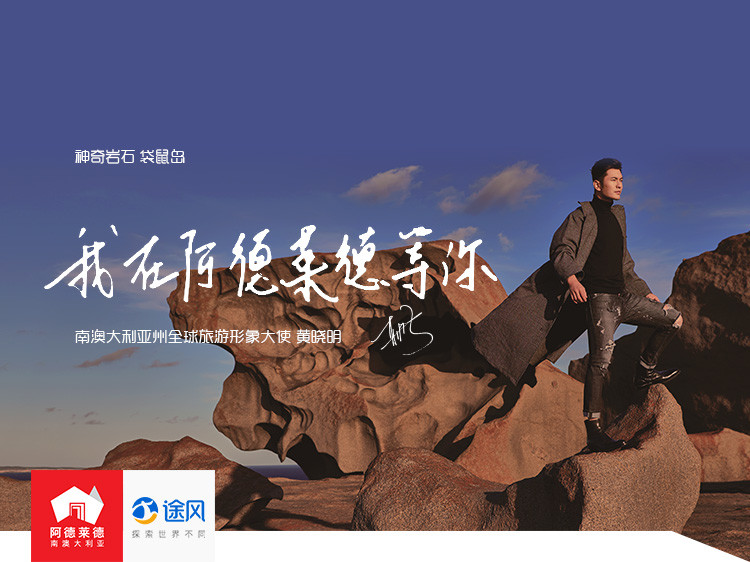 神奇岩石 袋鼠岛
我在阿德莱德等你
南澳大利亚州全球旅游形象大使 黄晓明
阿德莱德
南澳大利亚
途风
探索世界不同